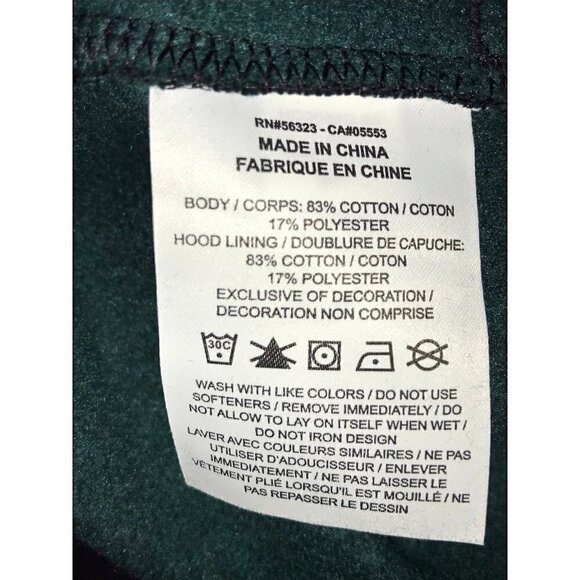 RN#56323 - CA#05553
MADE IN CHINA
FABRIQUE EN CHINE
BODY / CORPS: 83% COTTON / COTON
17% POLYESTER
HOOD LINING / DOUBLURE DE CAPUCHE:
83% COTTON / COTON
17% POLYESTER
EXCLUSIVE OF DECORATION /
DECORATION NON COMPRISE
30C
WASH WITH LIKE COLORS / DO NOT USE
SOFTENERS / REMOVE IMMEDIATELY / DO
NOT ALLOW TO LAY ON ITSELF WHEN WET /
DO NOT IRON DESIGN
LAVER AVEC COULEURS SIMILAIRES / NE PAS
UTILISER D'ADOUCISSEUR / ENLEVER
IMMEDIATEMENT / NE PAS LAISSER LE
VÊTEMENT PLIÉ LORSQU'IL EST MOUILLÉ / NE
PAS REPASSER LE DESSIN